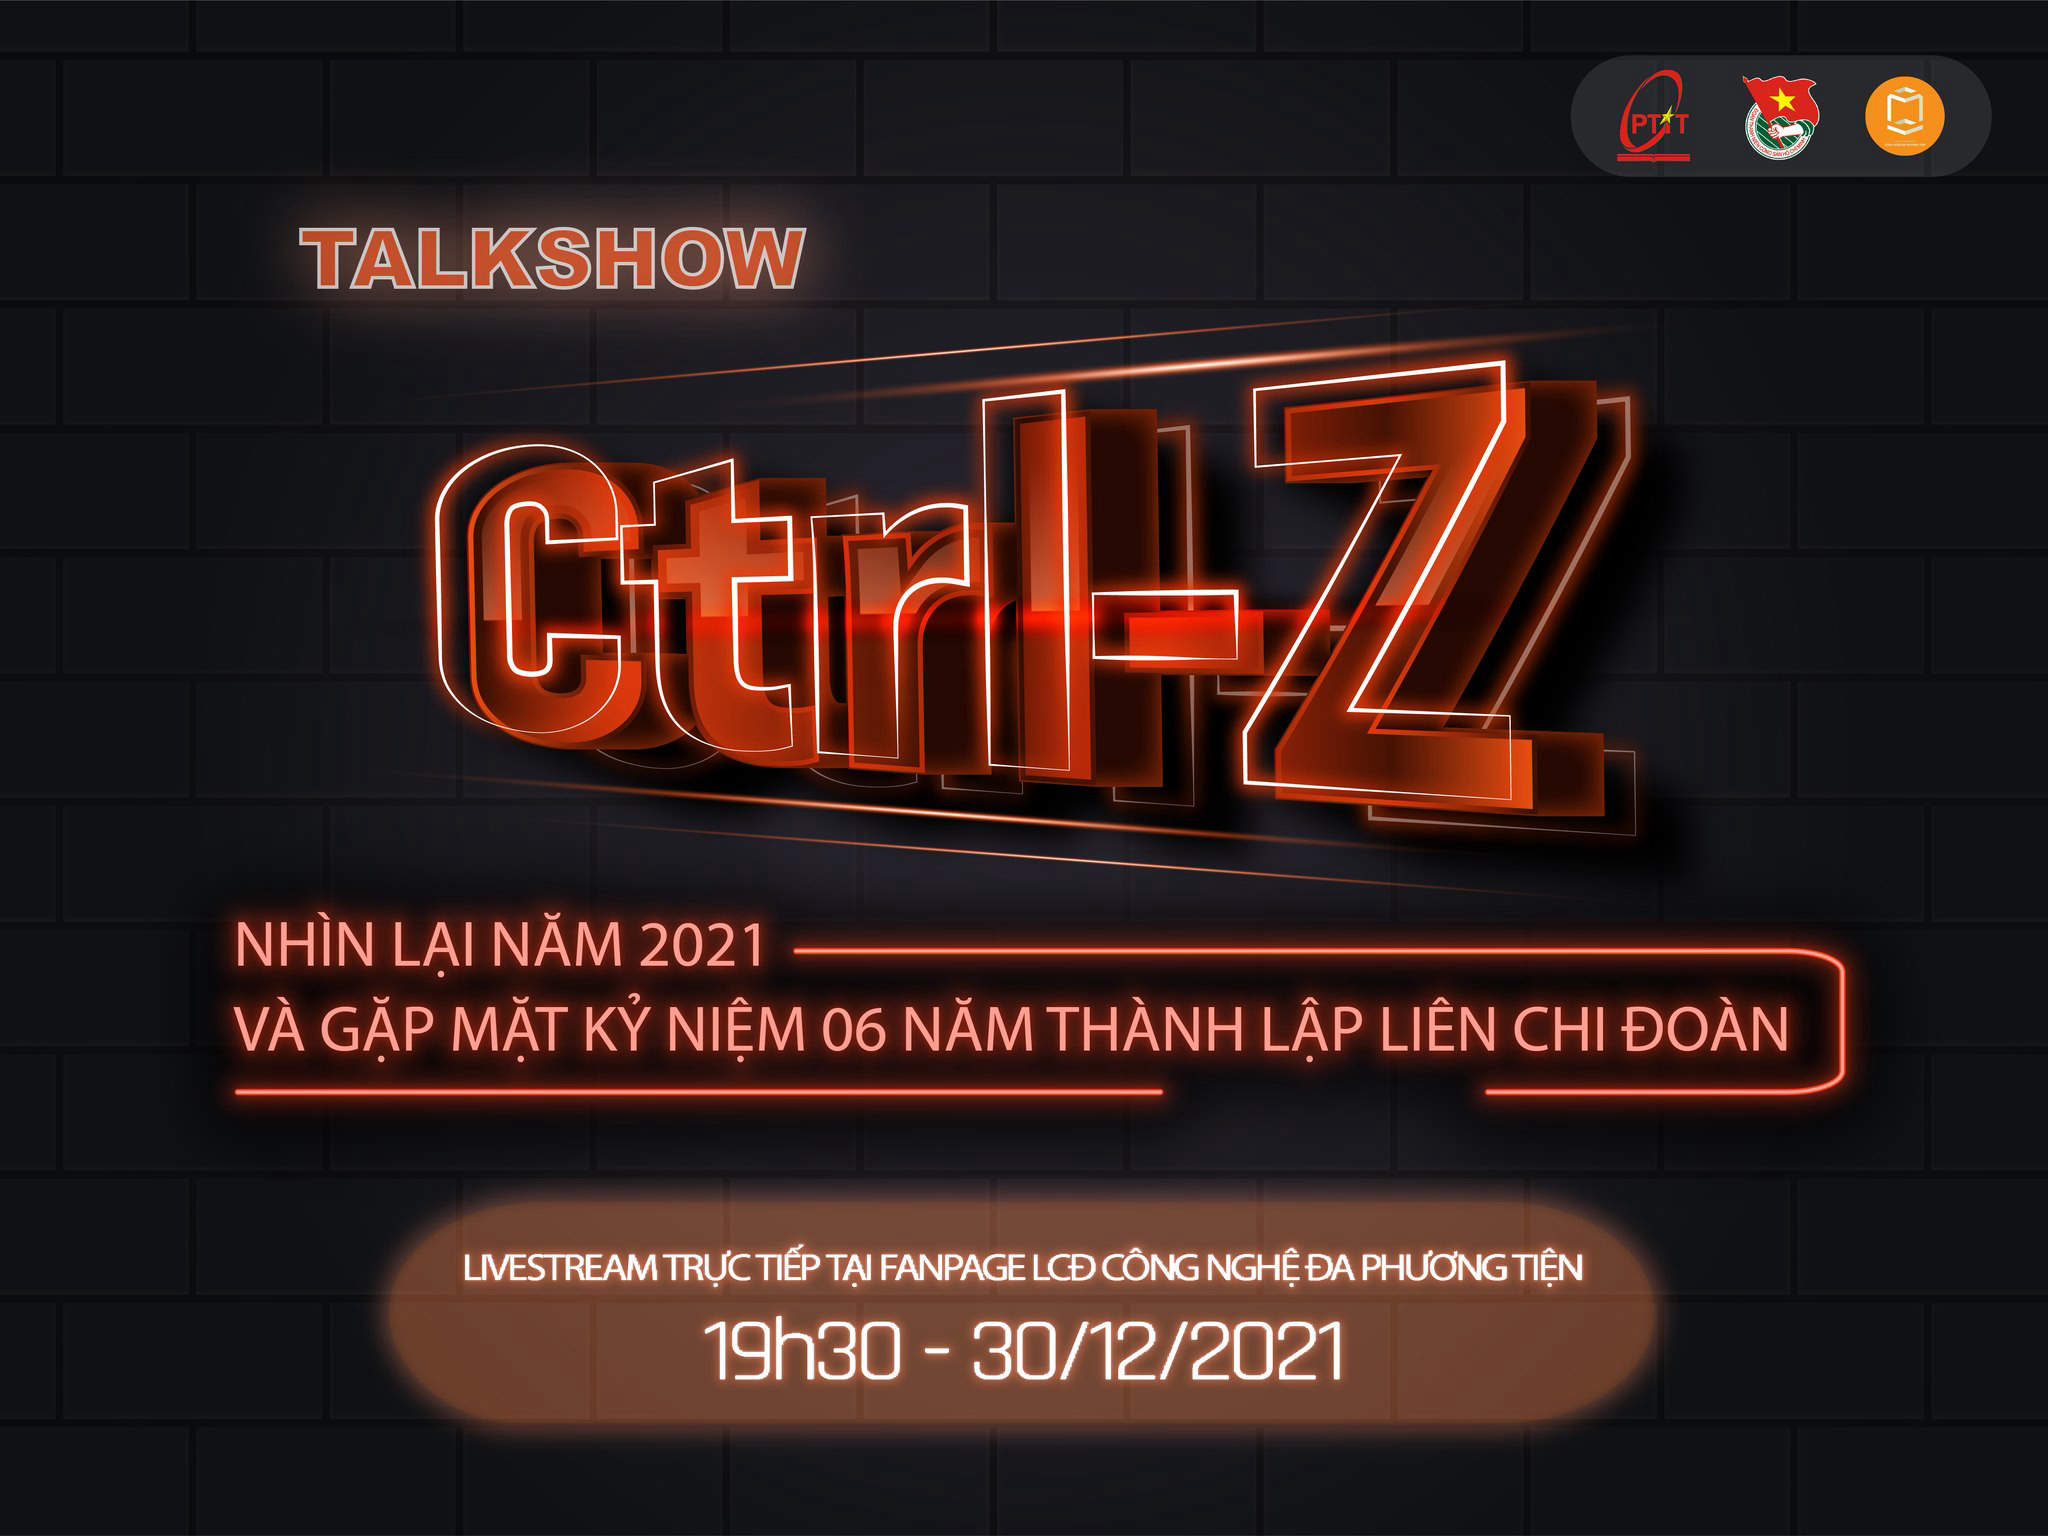 PTIT
TALKSHOW
Ctrl-Z
NHÌN LẠI NĂM 2021
VÀ GẶP MẶT KỶ NIỆM 06 NĂM THÀNH LẬP LIÊN CHI ĐOÀN
LIVESTREAM TRỰC TIẾP TẠI FANPAGE LCĐ CÔNG NGHỆ ĐA PHƯƠNG TIỆN
19h30 - 30/12/2021